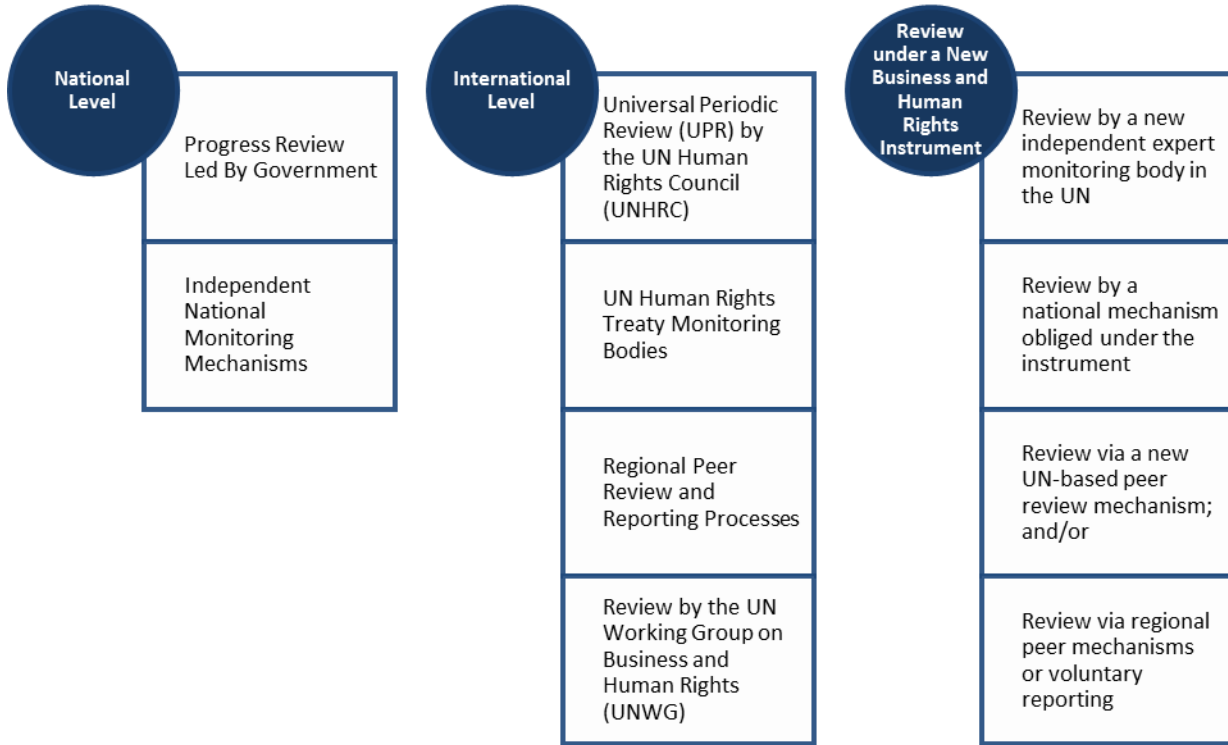 National
Level
Progress Review
Led By Government
Independent
National
Monitoring
Mechanisms
International
Level
Universal Periodic
Review (UPR) by
the UN Human
Rights Council
(UNHRC)
UN Human Rights
Treaty Monitoring
Bodies
Regional Peer
Review and
Reporting Processes
Review by the UN
Working Group on
Business and
Human Rights
(UNWG)
Review
under a New
Business and
Human
Rights
Instrument
Review by a new
independent expert
monitoring body in
the UN
Review by a
national mechanism
obliged under the
instrument
Review via a new
UN-based peer
review mechanism;
and/or
Review via regional
peer mechanisms
or voluntary
reporting